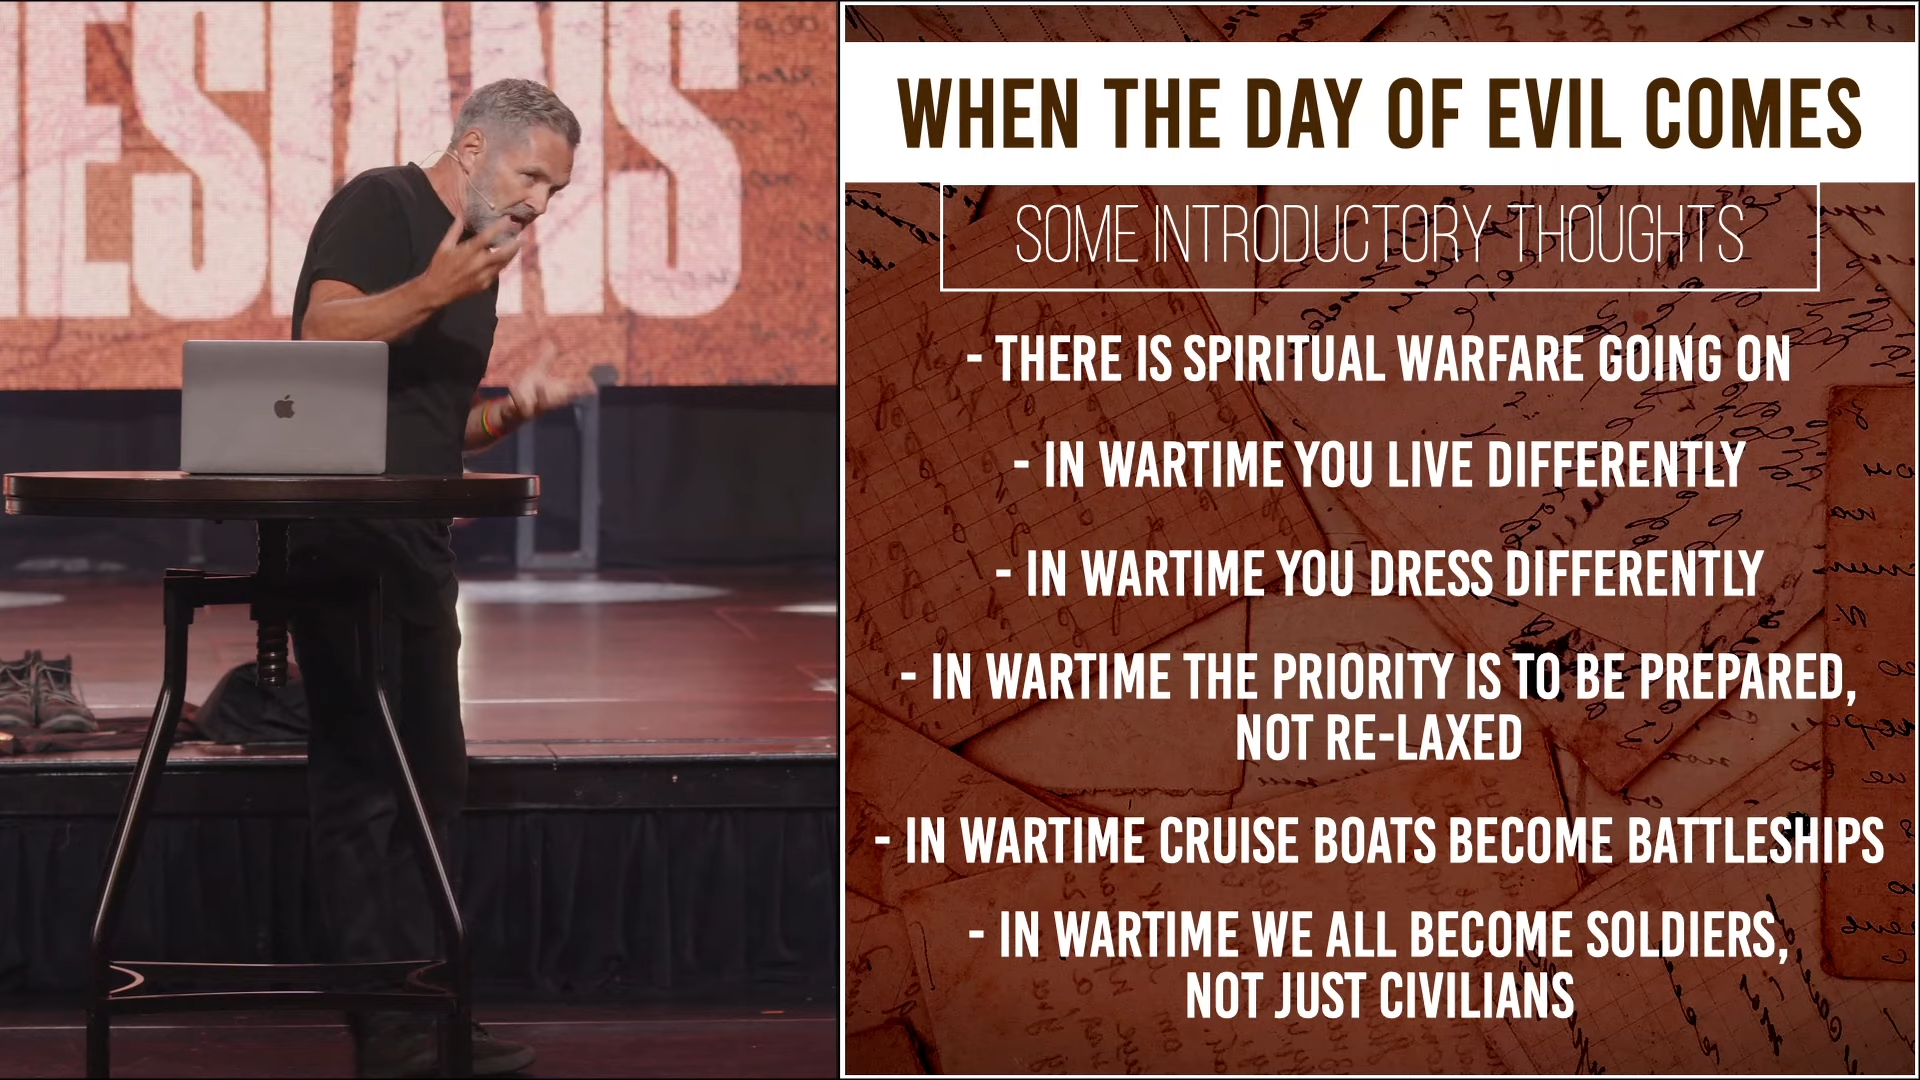 ESIANS
WHEN THE DAY OF EVIL COMES
SOME INTRODUCTORY THOUGHTS
- THERE IS SPIRITUAL WARFARE GOING ON
- IN WARTIME YOU LIVE DIFFERENTLY
- IN WARTIME YOU DRESS DIFFERENTLY
- IN WARTIME THE PRIORITY IS TO BE PREPARED,
NOT RE-LAXED
- IN WARTIME CRUISE BOATS BECOME BATTLESHIPS
- IN WARTIME WE ALL BECOME SOLDIERS,
NOT JUST CIVILIANS